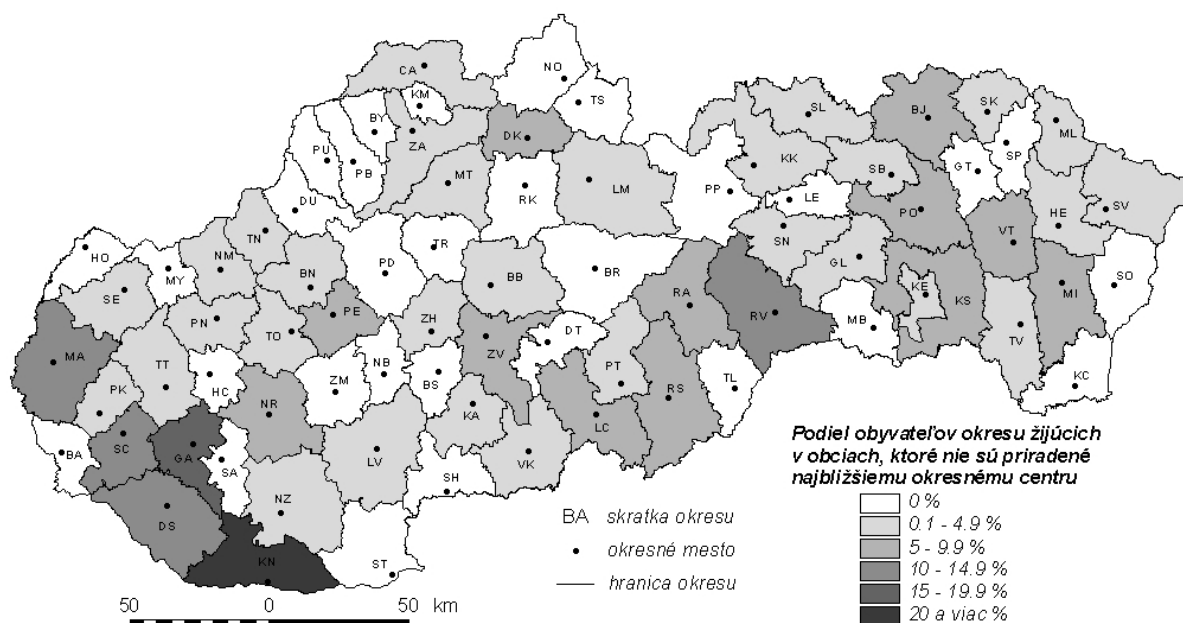 CA
NO
KM
TS
BY
ZA
DK
SL
BJ
SK
ML
PU
PB
MT
KK
SB
GT
SP
RK
LM
PP
LE
SV
DU
PO
HE
TN
TR
SN
VT
HO
NM
PD
BB
BR
GL
SO
MY
BN
SE
RA
KE
KS
MI
PN
TO
PE
ZH
RV
MB
TV
MA
TT
DT
ZV
HC
ZM
NB
BS
PT
RS
TL
KC
PK
NR
KA
LC
SC
GA
BA
SA
LV
VK
SH
DS
NZ
KN
ST
Podiel obyvateľov okresu žijúcich
v obciach, ktoré nie sú priradené
najbližšiemu okresnému centru
0 %
0.1 - 4.9 %
5 - 9.9 %
10 - 14.9 %
15 - 19.9 %
20 a viac %
BA skratka okresu
okresné mesto
hranica okresu
50 0 50 km